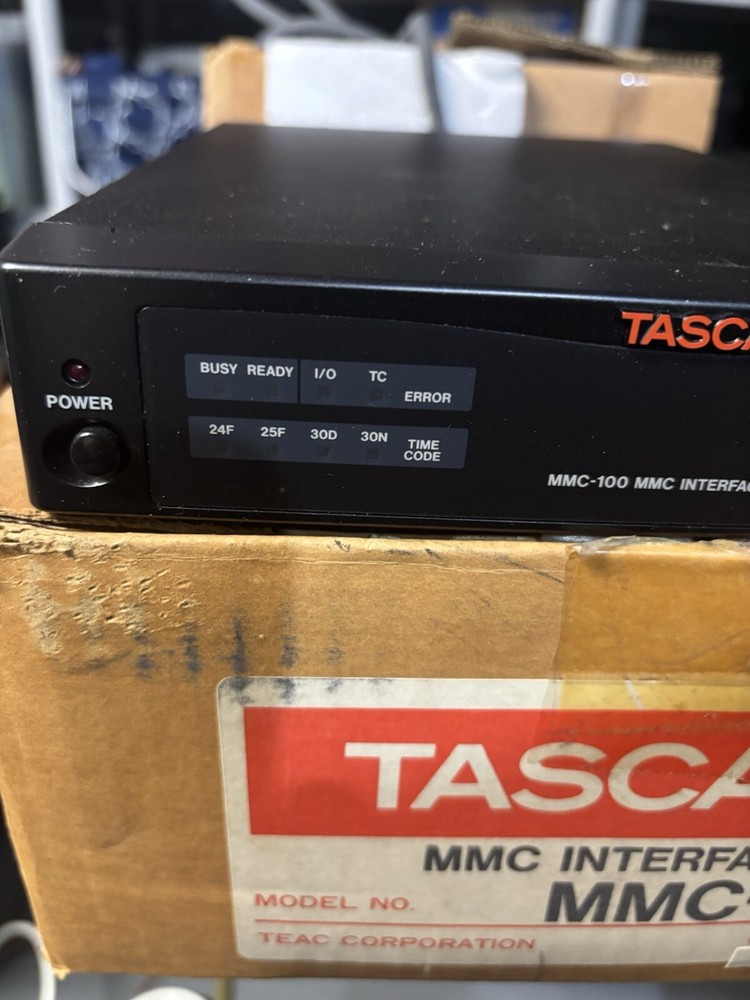 TASCA
BUSY READY I/O TC
ERROR
POWER
24F 25F 30D 30N TIME
CODE
MMC-100 MMC INTERFAC
TASCA
MMC INTERFA
MODEL NO. MMC-
TEAC CORPORATION